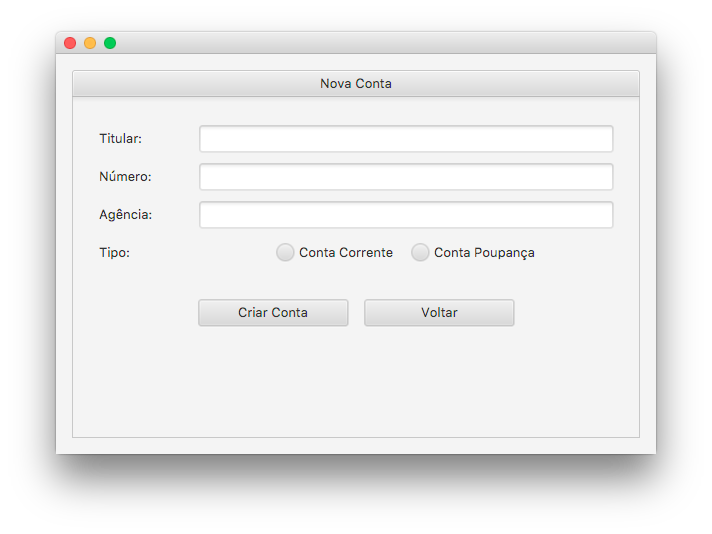 Nova Conta
Titular:
Número:
Agência:
Tipo: Conta Corrente Conta Poupança
Criar Conta Voltar